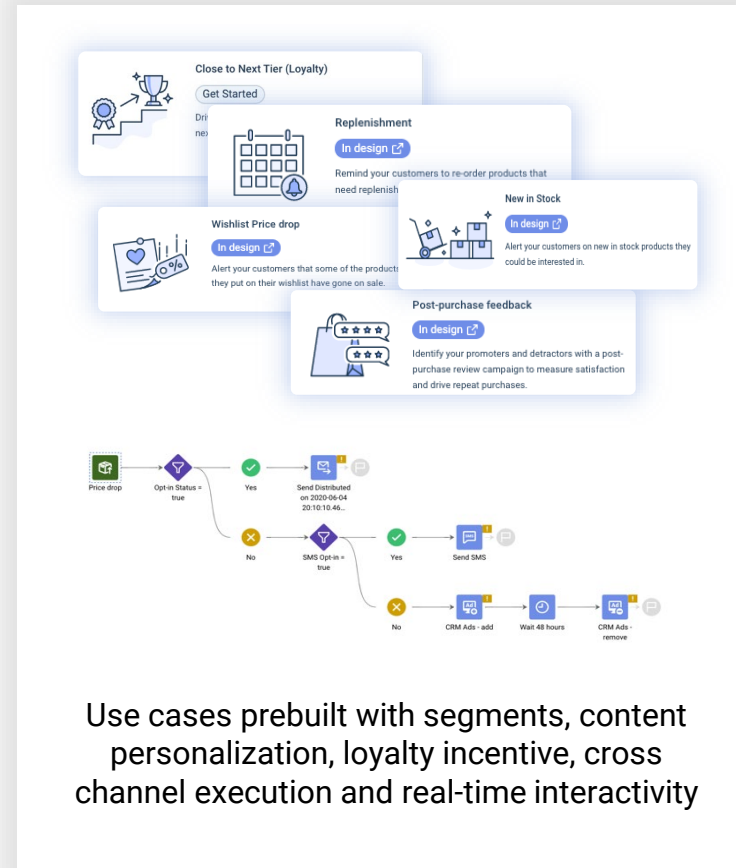 Close to Next Tier (Loyalty)
Get Started
nex
Replenishment
In design
Remind your customers to re-order products that
need replenish
New in Stock
In design
Alert your customers on new in stock products they
could be interested in.
Wishlist Price drop
In design
Alert your customers that some of the products
they put on their wishlist have gone on sale.
Post-purchase feedback
In design
Identify your promoters and detractors with a post-
purchase review campaign to measure satisfaction
and drive repeat purchases.
Price drop
Opt-in Status =
true
Yes
Send Distributed
on 2020-06-04
20:10:10.46...
No
SMS Opt-in =
true
Yes
SMS
Send SMS
No
Ad
CRM Ads - add
Wait 48 hours
Ad
CRM Ads -
remove
Use cases prebuilt with segments, content
personalization, loyalty incentive, cross
channel execution and real-time interactivity